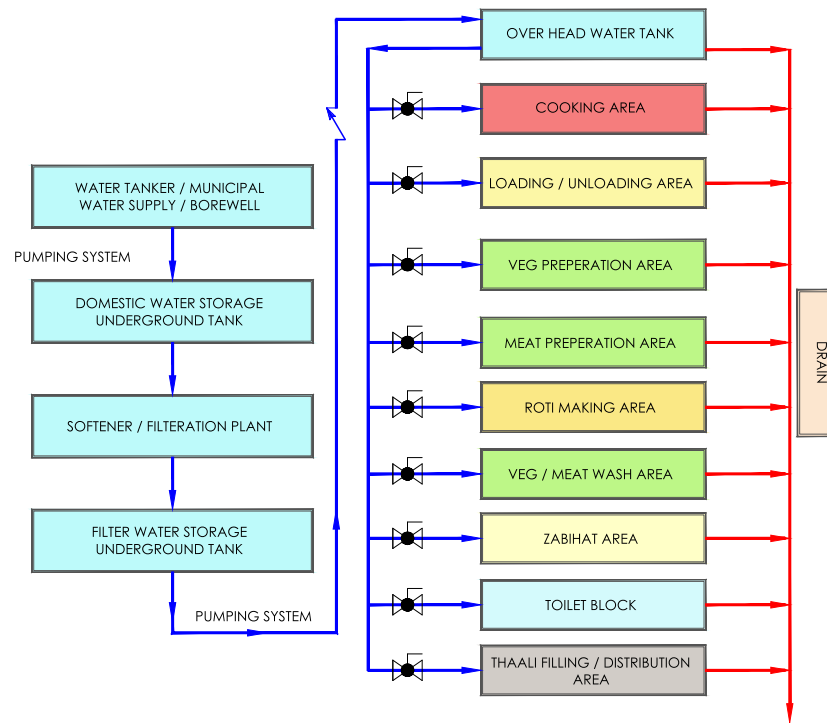 OVER HEAD WATER TANK
COOKING AREA
WATER TANKER / MUNICIPAL
WATER SUPPLY / BOREWELL
LOADING / UNLOADING AREA
PUMPING SYSTEM
VEG PREPERATION AREA
DOMESTIC WATER STORAGE
UNDERGROUND TANK
MEAT PREPERATION AREA
DRAIN
SOFTENER / FILTERATION PLANT
ROTI MAKING AREA
VEG / MEAT WASH AREA
FILTER WATER STORAGE
UNDERGROUND TANK
ZABIHAT AREA
PUMPING SYSTEM
TOILET BLOCK
THAALI FILLING / DISTRIBUTION
AREA